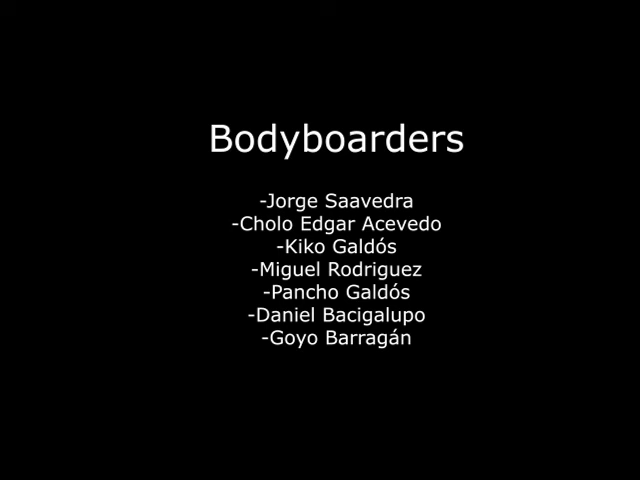 Bodyboarders
-Jorge Saavedra
-Cholo Edgar Acevedo
-Kiko Galdós
-Miguel Rodriguez
-Pancho Galdós
-Daniel Bacigalupo
-Goyo Barragán